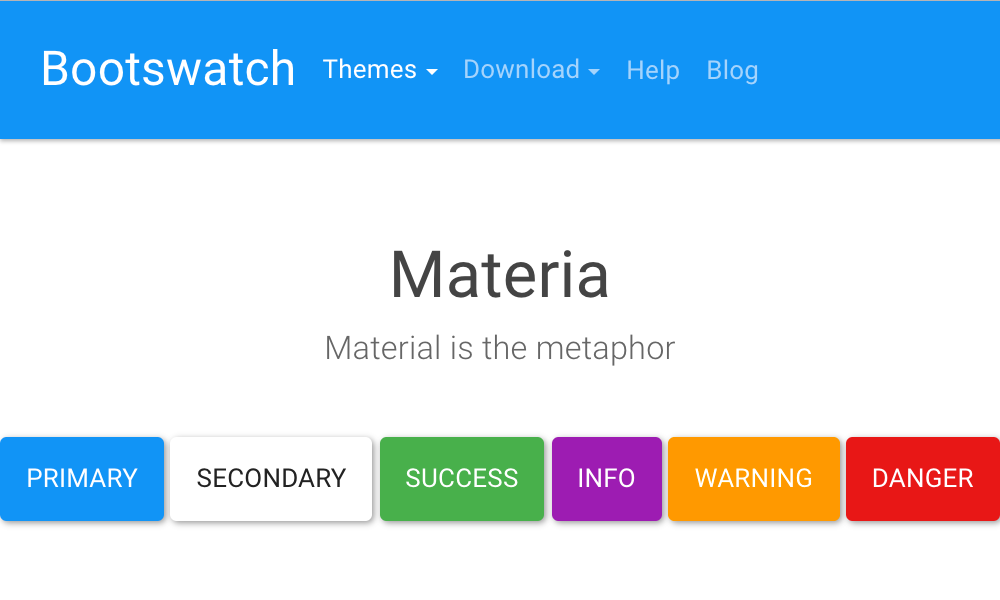 Bootswatch Themes Download Help Blog
Materia
Material is the metaphor
PRIMARY SECONDARY SUCCESS INFO WARNING DANGER